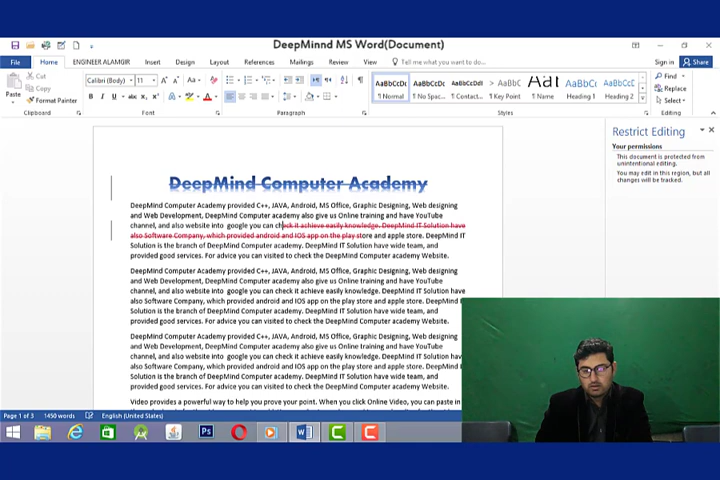 DeepMinnd MS Word(Document)
File Home ENGINEER ALAMGIR Insert Design Layout References Mailings Review View Tell me what you want to do... Sign in Share
Paste Cut Copy Format Painter
Calibri (Body) 11 A A Aa
B I U abc x₂ x² A
AaBbCcDc AaBbCcDc AaBbCcDdI AaBbC AaI AaBbCc AaBbCcD
¶ Normal ¶ No Spac... ¶ Contact... ¶ Key Point ¶ Name Heading 1 Heading 2
Find Replace Select
Clipboard Font Paragraph Styles Editing
Restrict Editing
Your permissions
This document is protected from
unintentional editing.
You may edit in this region, but all
changes will be tracked.
DeepMind Computer Academy
DeepMind Computer Academy provided C++, JAVA, Android, MS Office, Graphic Designing, Web designing
and Web Development, DeepMind Computer academy also give us Online training and have YouTube
channel, and also website into google you can check it achieve easily knowledge. DeepMind IT Solution have
also Software Company, which provided android and IOS app on the play store and apple store. DeepMind IT
Solution is the branch of DeepMind Computer academy. DeepMind IT Solution have wide team, and
provided good services. For advice you can visited to check the DeepMind Computer academy Website.
DeepMind Computer Academy provided C++, JAVA, Android, MS Office, Graphic Designing, Web designing
and Web Development, DeepMind Computer academy also give us Online training and have YouTube
channel, and also website into google you can check it achieve easily knowledge. DeepMind IT Solution have
also Software Company, which provided android and IOS app on the play store and apple store. DeepMind I
Solution is the branch of DeepMind Computer academy. DeepMind IT Solution have wide team, and
provided good services. For advice you can visited to check the DeepMind Computer academy Website.
DeepMind Computer Academy provided C++, JAVA, Android, MS Office, Graphic Designing, Web designing
and Web Development, DeepMind Computer academy also give us Online training and have YouTube
channel, and also website into google you can check it achieve easily knowledge. DeepMind IT Solution hav
also Software Company, which provided android and IOS app on the play store and apple store. DeepMind
Solution is the branch of DeepMind Computer academy. DeepMind IT Solution have wide team, and
provided good services. For advice you can visited to check the DeepMind Computer academy Website.
Video provides a powerful way to help you prove your point. When you click Online Video, you can paste in
Page 1 of 3 1450 words English (United States)